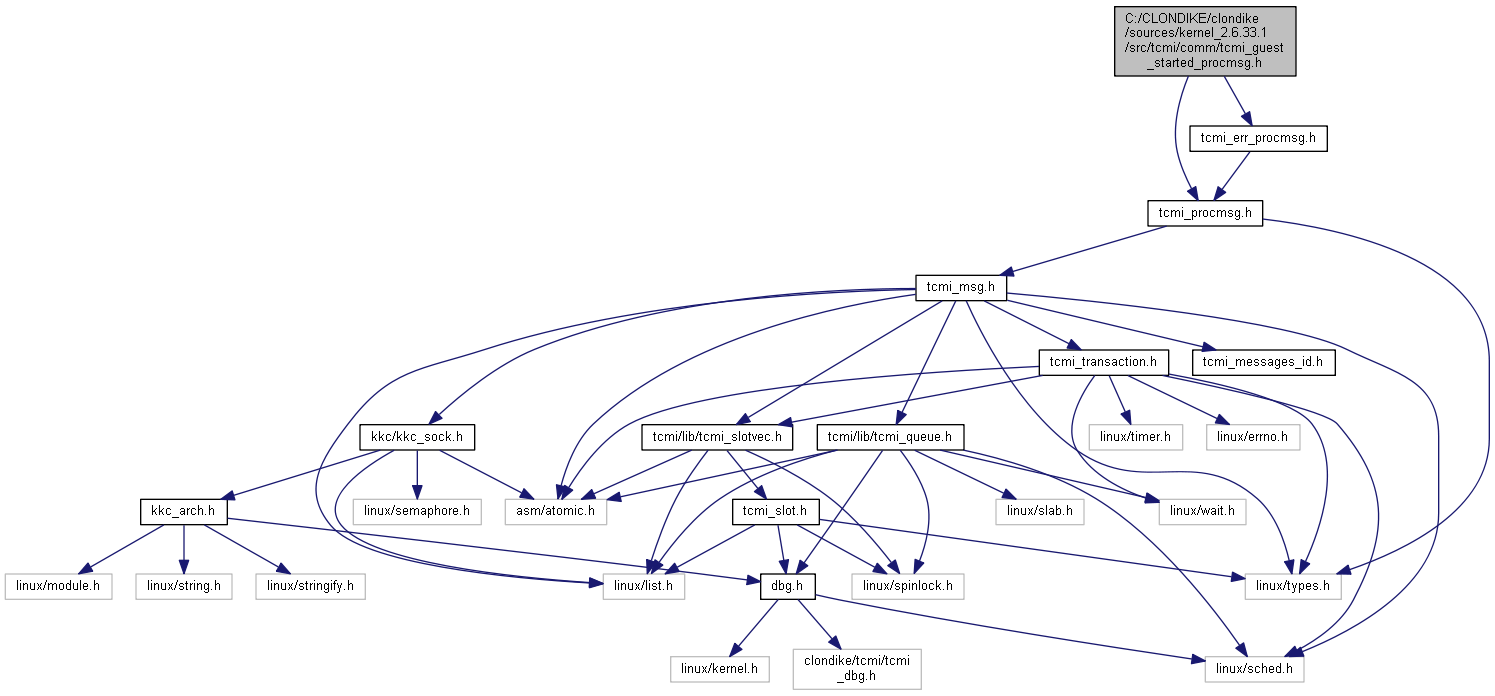 C:/CLONDIKE/clondike
/sources/kernel_2.6.33.1
/src/tcmi/comm/tcmi_guest
_started_procmsg.h
tcmi_err_procmsg.h
tcmi_procmsg.h
tcmi_msg.h
tcmi_transaction.h
tcmi_messages_id.h
kkc/kkc_sock.h
tcmi/lib/tcmi_slotvec.h
tcmi/lib/tcmi_queue.h
linux/timer.h
linux/errno.h
kkc_arch.h
linux/semaphore.h
asm/atomic.h
tcmi_slot.h
linux/slab.h
linux/wait.h
linux/module.h
linux/string.h
linux/stringify.h
linux/list.h
dbg.h
linux/spinlock.h
linux/types.h
linux/kernel.h
clondike/tcmi/tcmi
_dbg.h
linux/sched.h